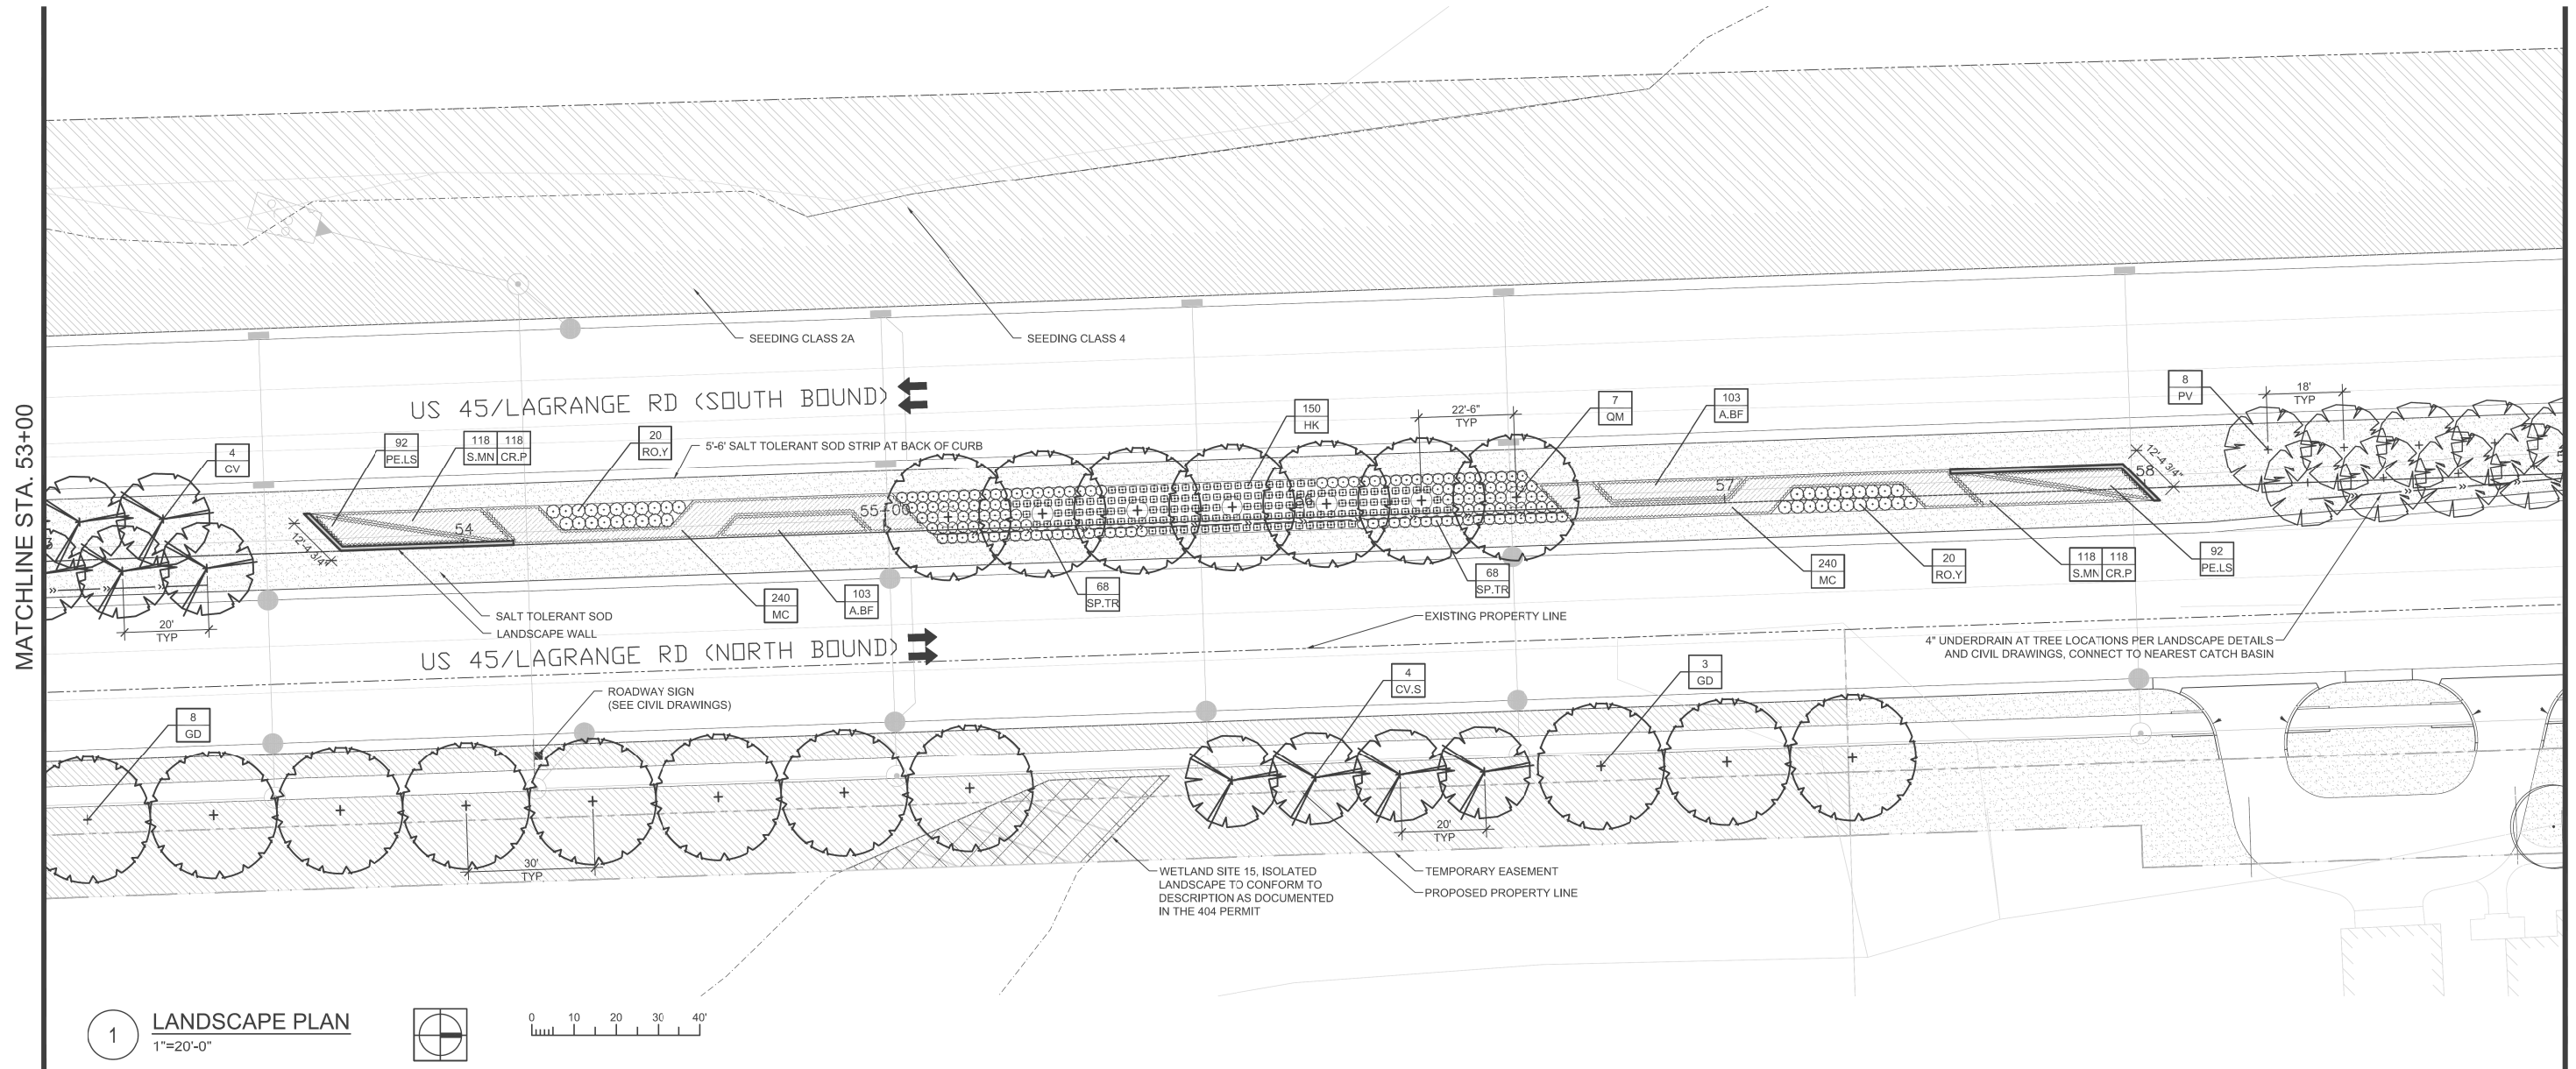 MATCHLINE STA. 53+00
SEEDING CLASS 2A
SEEDING CLASS 4
US 45/LAGRANGE RD (SOUTH BOUND)
4
CV
92
PE.LS
118 118
S.MN CR.P
20
RO.Y
5'-6' SALT TOLERANT SOD STRIP AT BACK OF CURB
150
HK
22'-6"
TYP
7
QM
103
A.BF
8
PV
18'
TYP
12'-4 3/4"
54
55+00
57
58
12'-4 3/4"
20'
TYP
SALT TOLERANT SOD
LANDSCAPE WALL
240
MC
103
A.BF
68
SP.TR
68
SP.TR
240
MC
20
RO.Y
118 118
S.MN CR.P
92
PE.LS
EXISTING PROPERTY LINE
4" UNDERDRAIN AT TREE LOCATIONS PER LANDSCAPE DETAILS
AND CIVIL DRAWINGS, CONNECT TO NEAREST CATCH BASIN
US 45/LAGRANGE RD (NORTH BOUND)
ROADWAY SIGN
(SEE CIVIL DRAWINGS)
8
GD
4
CV.S
3
GD
30'
TYP
20'
TYP
WETLAND SITE 15, ISOLATED
LANDSCAPE TO CONFORM TO
DESCRIPTION AS DOCUMENTED
IN THE 404 PERMIT
TEMPORARY EASEMENT
PROPOSED PROPERTY LINE
1
LANDSCAPE PLAN
1"=20'-0"
0 10 20 30 40'